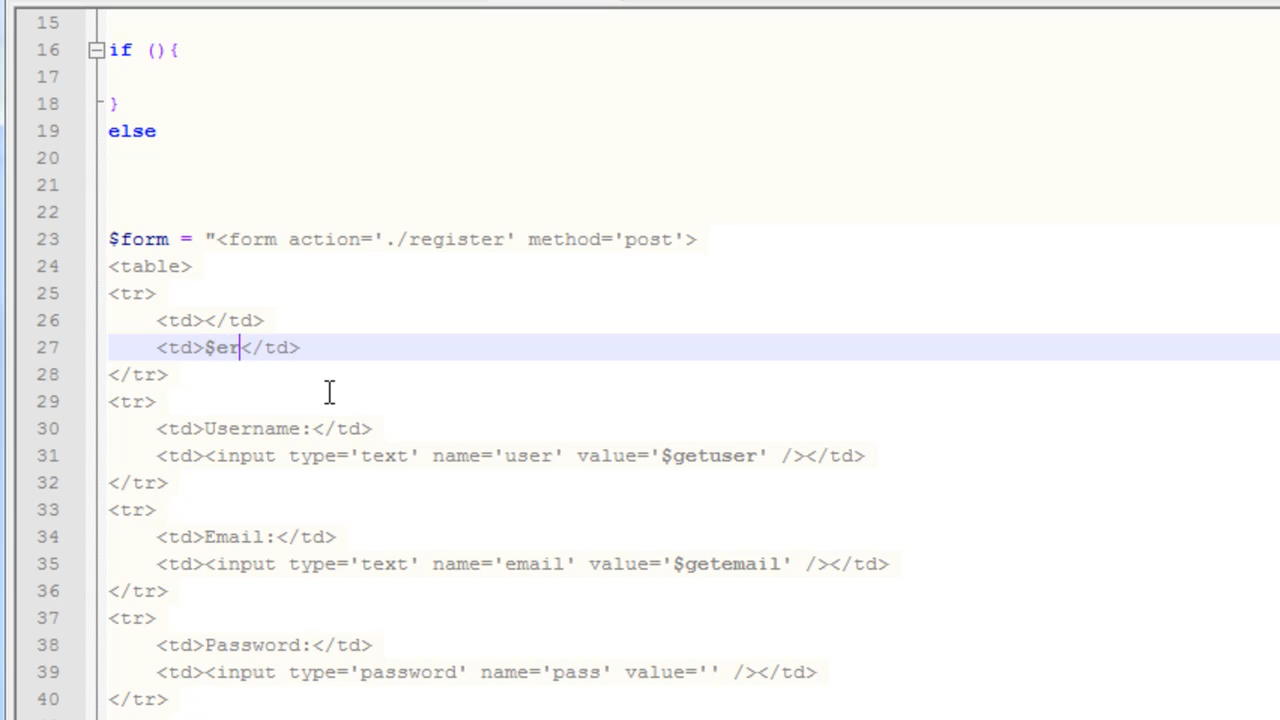 15
16 if (){
17
18 }
19 else
20
21
22
23 $form = "<form action='./register' method='post'>
24 <table>
25 <tr>
26 <td></td>
27 <td>$er</td>
28 </tr>
29 <tr>
30 <td>Username:</td>
31 <td><input type='text' name='user' value='$getuser' /></td>
32 </tr>
33 <tr>
34 <td>Email:</td>
35 <td><input type='text' name='email' value='$getemail' /></td>
36 </tr>
37 <tr>
38 <td>Password:</td>
39 <td><input type='password' name='pass' value='' /></td>
40 </tr>